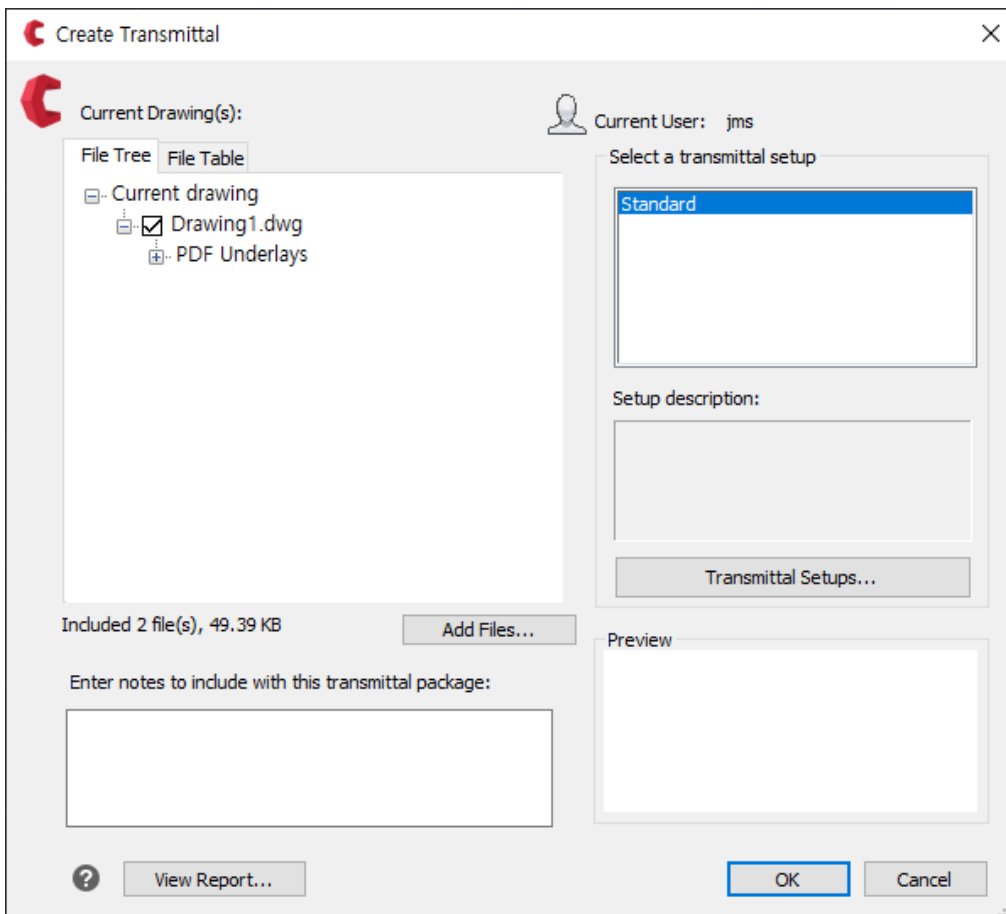 Create Transmittal
Current Drawing(s):
Current User: jms
File Tree
File Table
Current drawing
Drawing1.dwg
PDF Underlays
Included 2 file(s), 49.39 KB
Add Files...
Enter notes to include with this transmittal package:
Select a transmittal setup
Standard
Setup description:
Transmittal Setups...
Preview
?
View Report...
OK
Cancel